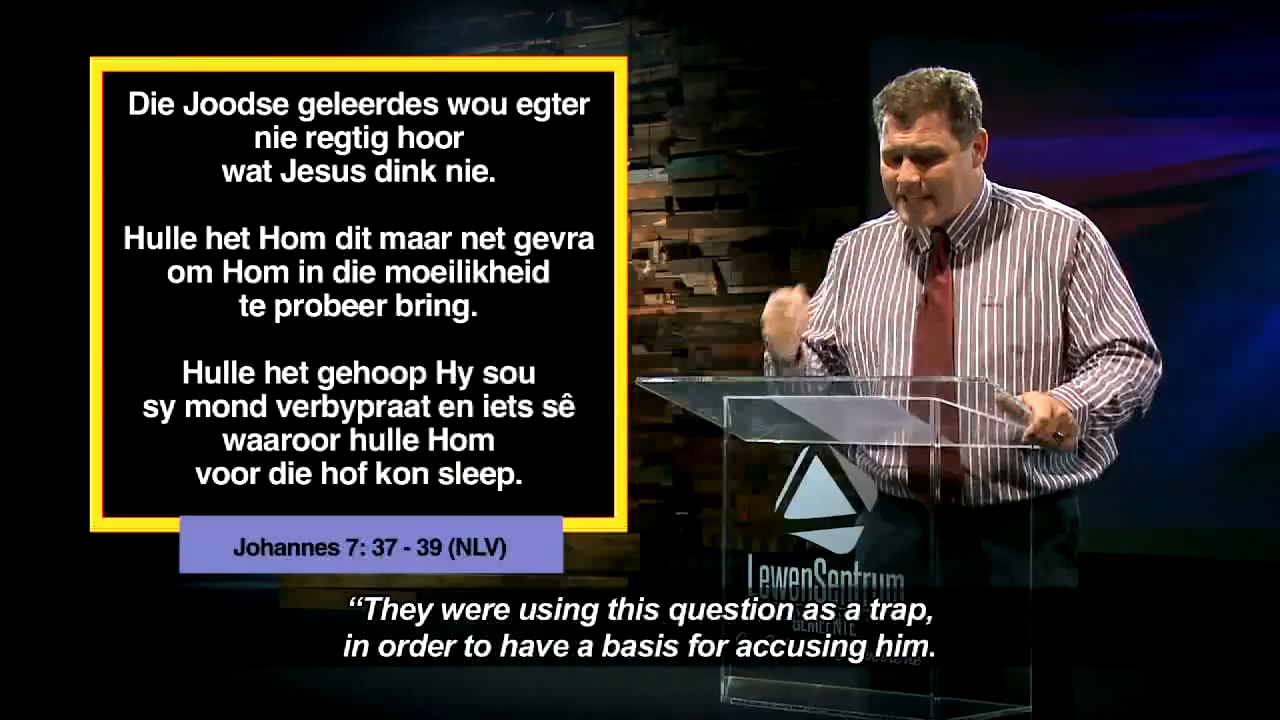 Die Joodse geleerdes wou egter
nie regtig hoor
wat Jesus dink nie.
Hulle het Hom dit maar net gevra
om Hom in die moeilikheid
te probeer bring.
Hulle het gehoop Hy sou
sy mond verbypraat en iets sê
waaroor hulle Hom
voor die hof kon sleep.
Johannes 7: 37 - 39 (NLV)
LewenSentrum
GEMEENTE
“They were using this question as a trap,
in order to have a basis for accusing him.